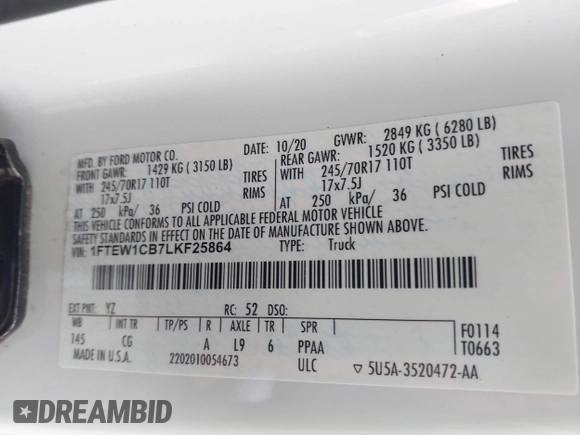 MFD. BY FORD MOTOR CO. DATE: 10/20 GVWR: 2849 KG ( 6280 LB)
FRONT GAWR: 1429 KG ( 3150 LB) REAR GAWR: 1520 KG ( 3350 LB)
WITH 245/70R17 110T TIRES WITH 245/70R17 110T TIRES
17x7.5J RIMS 17x7.5J RIMS
AT 250 kPa/ 36 PSI COLD AT 250 kPa/ 36 PSI COLD
THIS VEHICLE CONFORMS TO ALL APPLICABLE FEDERAL MOTOR VEHICLE
SAFETY STANDARDS IN EFFECT ON THE DATE OF MANUFACTURE SHOWN ABOVE.
VIN: 1FTEW1CB7LKF25864 TYPE: Truck
EXT PNT: YZ RC: 52 DSO:
WB INT TR TP/PS R AXLE TR SPR F0114
145 CG A L9 6 PPAA T0663
MADE IN U.S.A. 2202010054673 ULC ▽ 5U5A-3520472-AA
DREAMBID